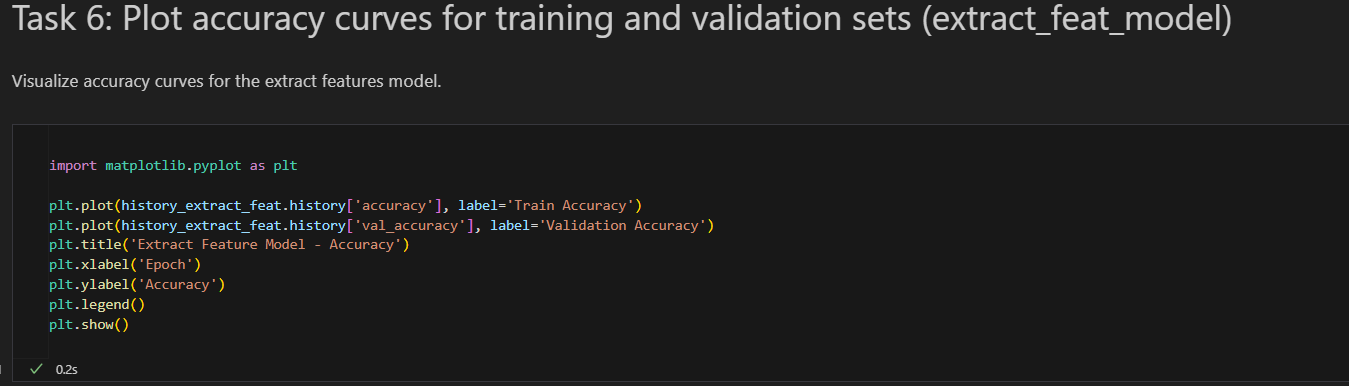 Task 6: Plot accuracy curves for training and validation sets (extract_feat_model)
Visualize accuracy curves for the extract features model.
import matplotlib.pyplot as plt
plt.plot(history_extract_feat.history['accuracy'], label='Train Accuracy')
plt.plot(history_extract_feat.history['val_accuracy'], label='Validation Accuracy')
plt.title('Extract Feature Model - Accuracy')
plt.xlabel('Epoch')
plt.ylabel('Accuracy')
plt.legend()
plt.show()
0.2s